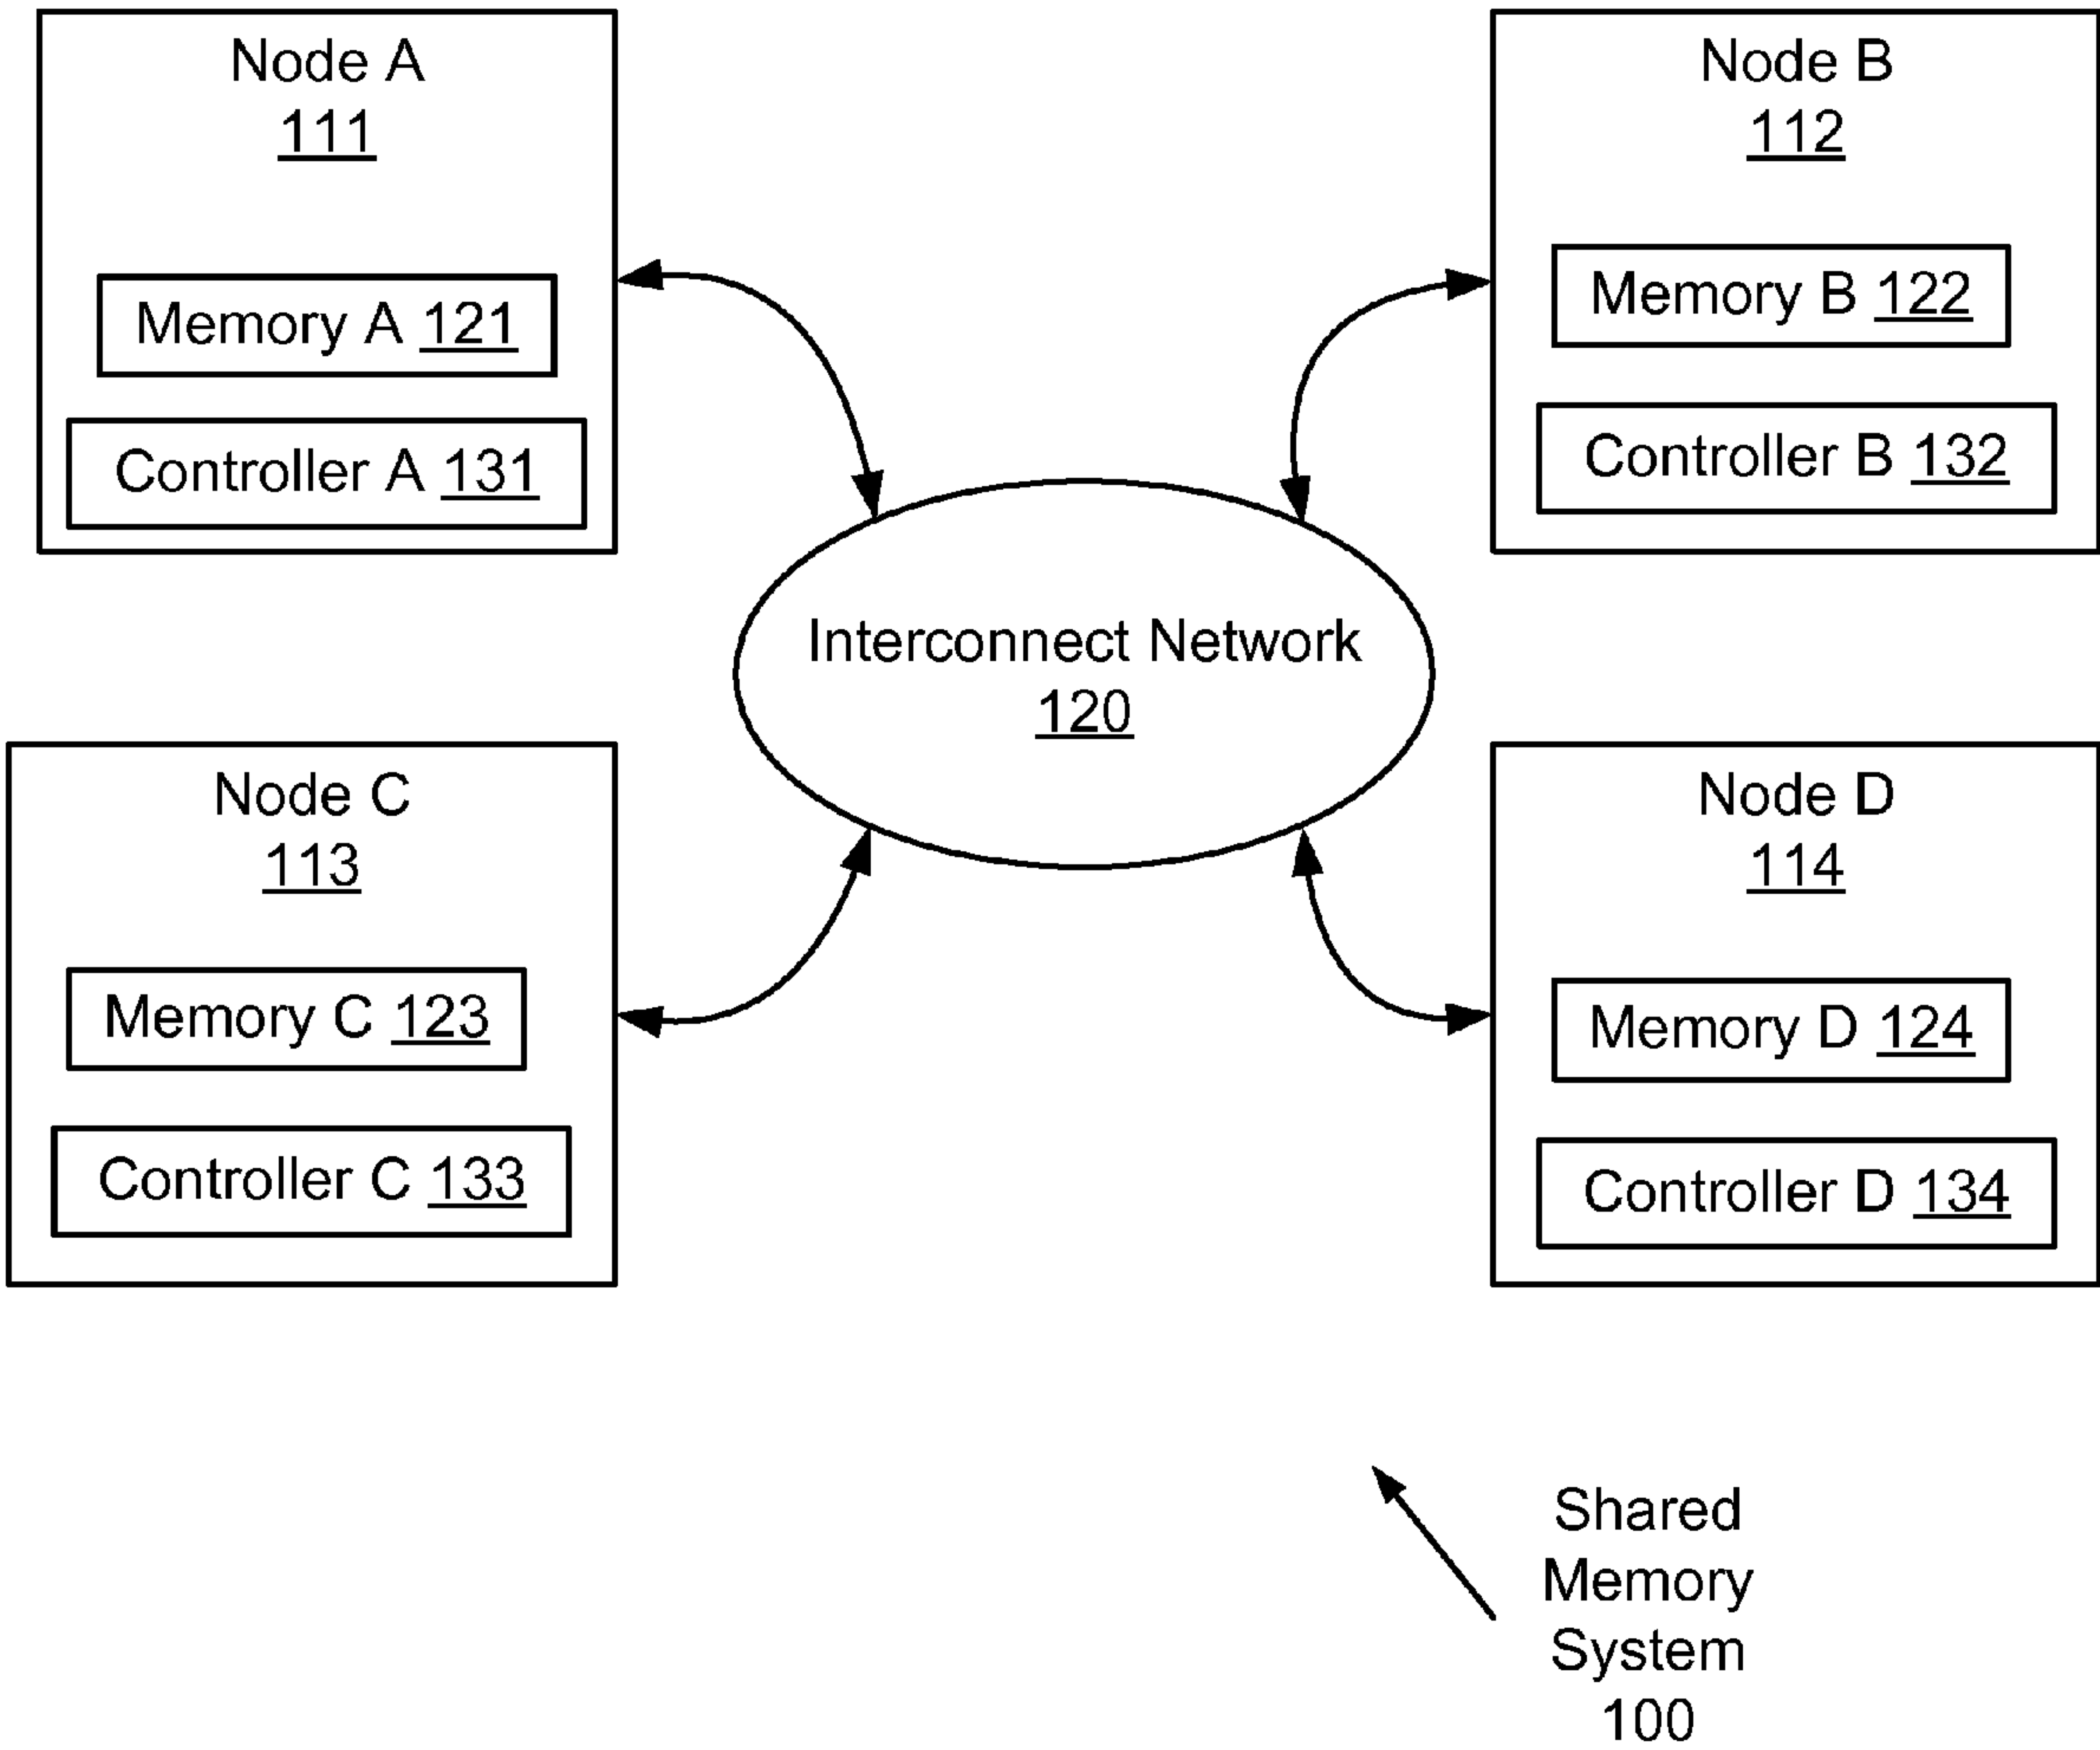 Node A
111
Memory A 121
Controller A 131
Node B
112
Memory B 122
Controller B 132
Interconnect Network
120
Node C
113
Memory C 123
Controller C 133
Node D
114
Memory D 124
Controller D 134
Shared
Memory
System
100